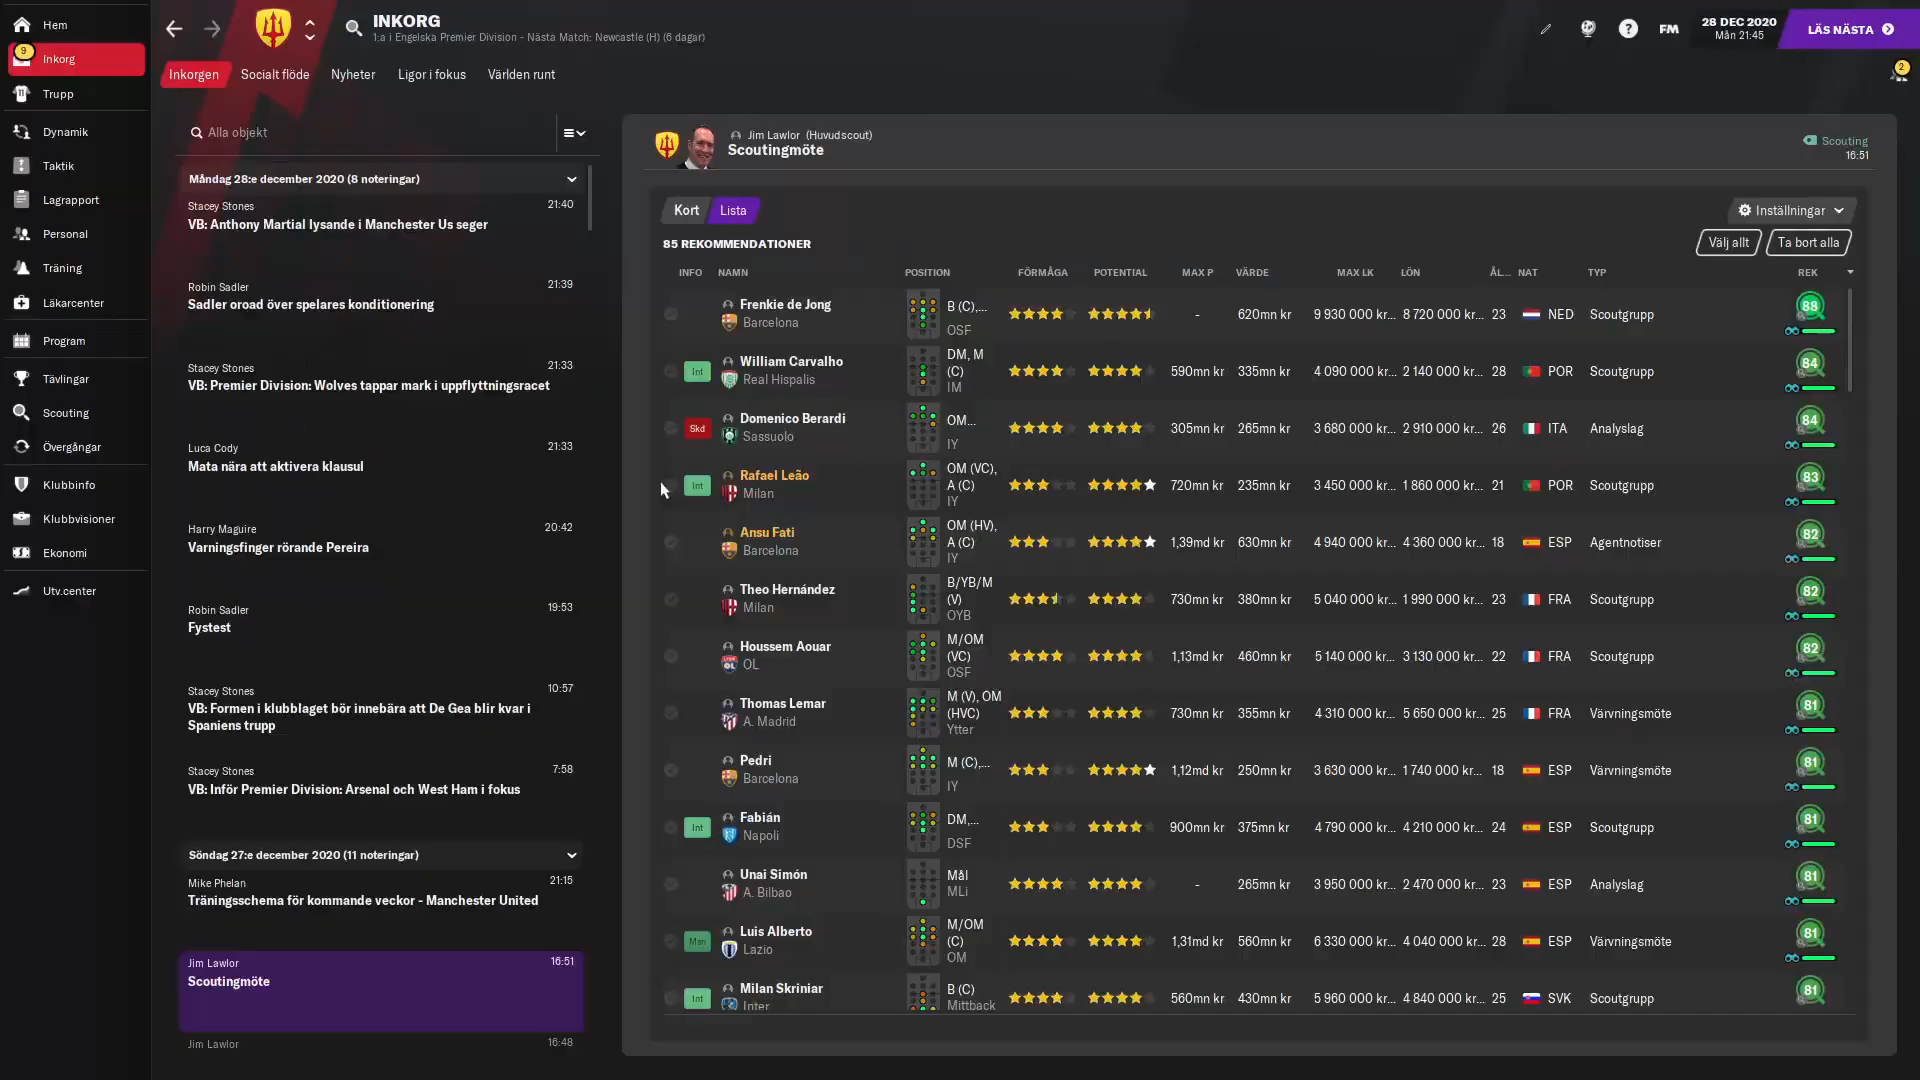 Hem
9
Inkorg
Trupp
Dynamik
Taktik
Lagrapport
Personal
Träning
Läkarcenter
Program
Tävlingar
Scouting
Övergångar
Klubbinfo
Klubbvisioner
Ekonomi
Utv.center
INKORG
1:a i Engelska Premier Division - Nästa Match: Newcastle (H) (6 dagar)
FM
28 DEC 2020
Mån 21:45
LÄS NÄSTA
2
Inkorgen
Socialt flöde
Nyheter
Ligor i fokus
Världen runt
Alla objekt
Måndag 28:e december 2020 (8 noteringar)
Stacey Stones 21:40
VB: Anthony Martial lysande i Manchester Us seger
Robin Sadler 21:39
Sadler oroad över spelares konditionering
Stacey Stones 21:33
VB: Premier Division: Wolves tappar mark i uppflyttningsracet
Luca Cody 21:33
Mata nära att aktivera klausul
Harry Maguire 20:42
Varningsfinger rörande Pereira
Robin Sadler 19:53
Fystest
Stacey Stones 10:57
VB: Formen i klubblaget bör innebära att De Gea blir kvar i
Spaniens trupp
Stacey Stones 7:58
VB: Inför Premier Division: Arsenal och West Ham i fokus
Söndag 27:e december 2020 (11 noteringar)
Mike Phelan 21:15
Träningsschema för kommande veckor - Manchester United
Jim Lawlor 16:51
Scoutingmöte
Jim Lawlor 16:48
Jim Lawlor (Huvudscout)
Scoutingmöte
Scouting
16:51
Kort
Lista
Inställningar
85 REKOMMENDATIONER
Välj allt
Ta bort alla
INFO NAMN POSITION FÖRMÅGA POTENTIAL MAX P VÄRDE MAX LK LÖN ÅL... NAT TYP REK
Frenkie de Jong
Barcelona
B (C),...
OSF
- 620mn kr 9 930 000 kr... 8 720 000 kr... 23 NED Scoutgrupp 88
Int
William Carvalho
Real Hispalis
DM, M
(C)
IM
590mn kr 335mn kr 4 090 000 kr... 2 140 000 kr... 28 POR Scoutgrupp 84
Skd
Domenico Berardi
Sassuolo
OM...
IY
305mn kr 265mn kr 3 680 000 kr... 2 910 000 kr... 26 ITA Analyslag 84
Int
Rafael Leão
Milan
OM (VC),
A (C)
IY
720mn kr 235mn kr 3 450 000 kr... 1 860 000 kr... 21 POR Scoutgrupp 83
Ansu Fati
Barcelona
OM (HV),
A (C)
IY
1,39md kr 630mn kr 4 940 000 kr... 4 360 000 kr... 18 ESP Agentnotiser 82
Theo Hernández
Milan
B/YB/M
(V)
OYB
730mn kr 380mn kr 5 040 000 kr... 1 990 000 kr... 23 FRA Scoutgrupp 82
Houssem Aouar
OL
M/OM
(VC)
OSF
1,13md kr 460mn kr 5 140 000 kr... 3 130 000 kr... 22 FRA Scoutgrupp 82
Thomas Lemar
A. Madrid
M (V), OM
(HVC)
Ytter
730mn kr 355mn kr 4 310 000 kr... 5 650 000 kr... 25 FRA Värvningsmöte 81
Pedri
Barcelona
M (C),...
IY
1,12md kr 250mn kr 3 630 000 kr... 1 740 000 kr... 18 ESP Värvningsmöte 81
Int
Fabián
Napoli
DM,...
DSF
900mn kr 375mn kr 4 790 000 kr... 4 210 000 kr... 24 ESP Scoutgrupp 81
Unai Simón
A. Bilbao
Mål
MLi
- 265mn kr 3 950 000 kr... 2 470 000 kr... 23 ESP Analyslag 81
Msn
Luis Alberto
Lazio
M/OM
(C)
OM
1,31md kr 560mn kr 6 330 000 kr... 4 040 000 kr... 28 ESP Värvningsmöte 81
Int
Milan Skriniar
Inter
B (C)
Mittback
560mn kr 430mn kr 5 960 000 kr... 4 840 000 kr... 25 SVK Scoutgrupp 81